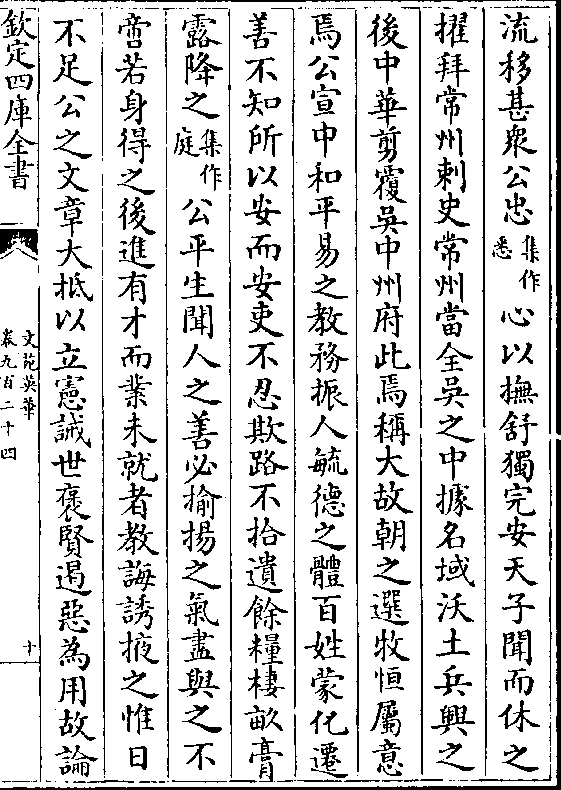 流移甚衆公忠集作悉心以撫舒獨完安天子聞而休之
擢拜常州刺史常州當全吳之中據名域沃土兵興之
後中華剪覆吳中州府此焉稱大故朝之選牧恒屬意
焉公宣中和平易之教務振人毓德之體百姓蒙化遷
善不知所以安而安吏不忍欺路不拾遺餘糧棲畝膏
露降之集作庭公平生聞人之善必揄揚之氣盡與之不
啻若身得之後進有才而業未就者教誨誘掖之惟日
不足公之文章大抵以立憲誡世褒賢遏惡為用故論
欽定四庫全書
文苑英華
卷九百二十四
十